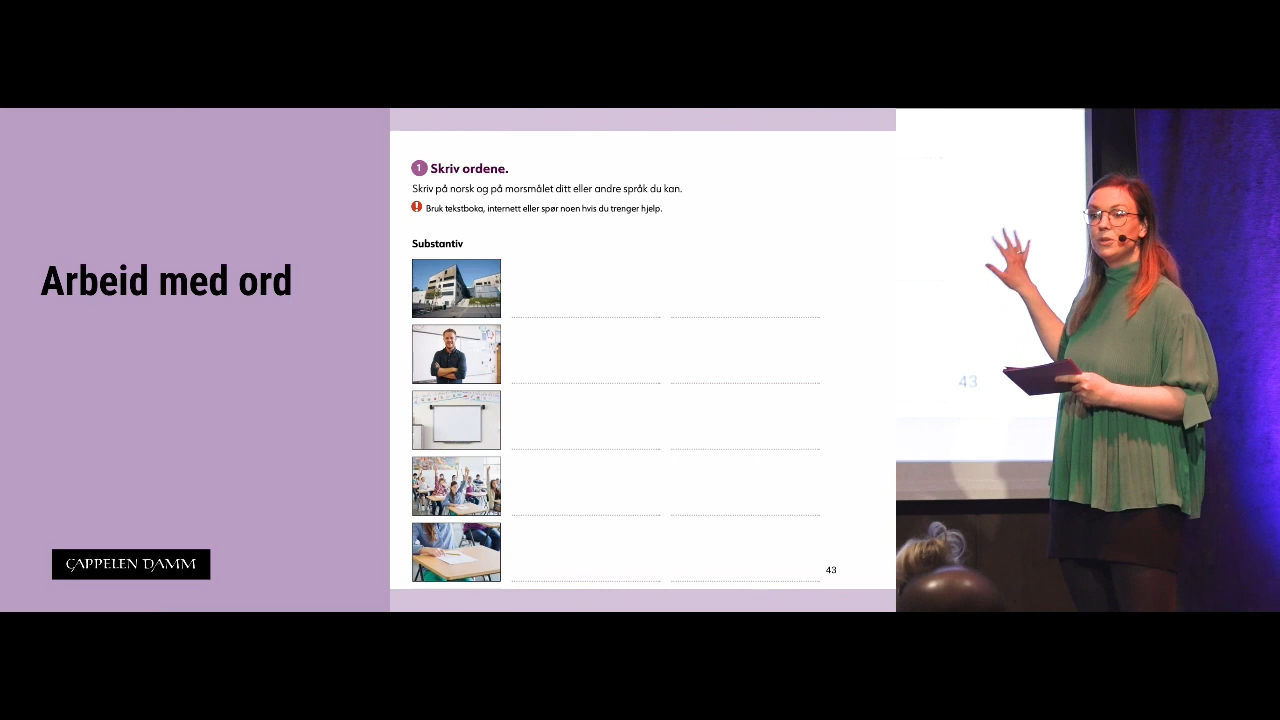 Arbeid med ord
CAPPELEN DAMM
1 Skriv ordene.
Skriv på norsk og på morsmålet ditt eller andre språk du kan.
Bruk tekstboka, internett eller spør noen hvis du trenger hjelp.
Substantiv
43
43